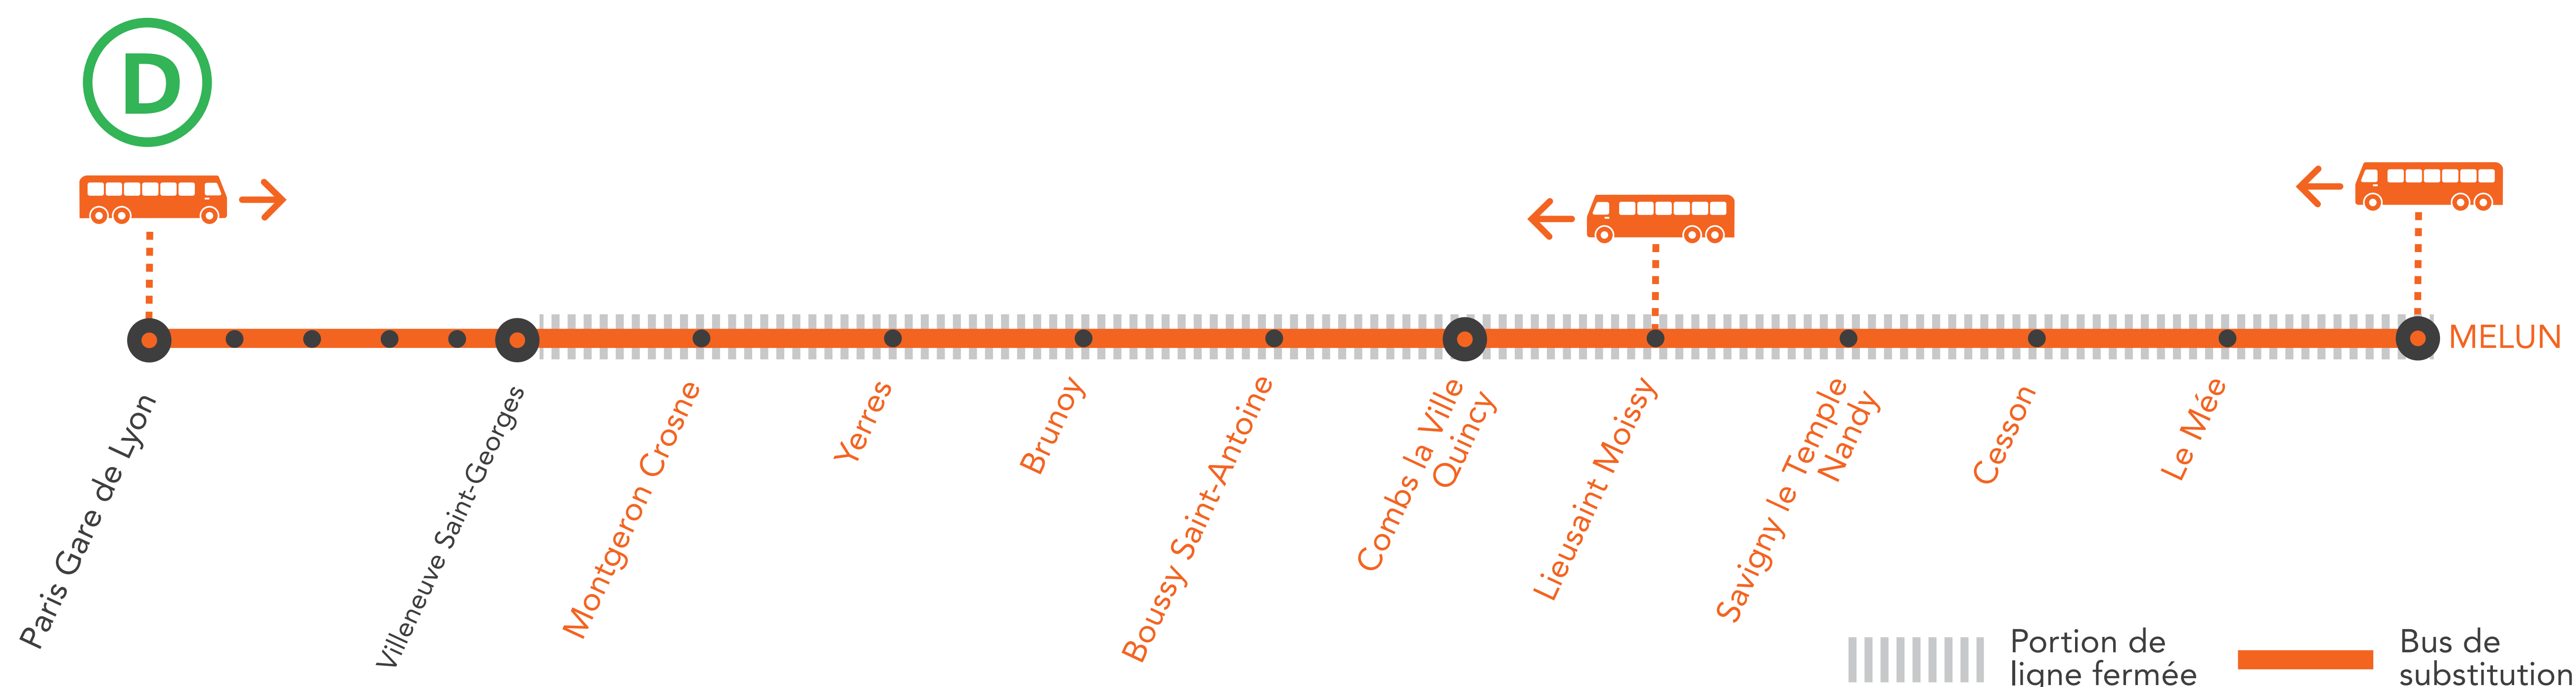 D
Paris Gare de Lyon
Villeneuve Saint-Georges
Montgeron Crosne
Yerres
Brunoy
Boussy Saint-Antoine
Combs la Ville
Quincy
Lieusaint Moissy
Savigny le Temple
Nandy
Cesson
Le Mée
MELUN
Portion de
ligne fermée
Bus de
substitution